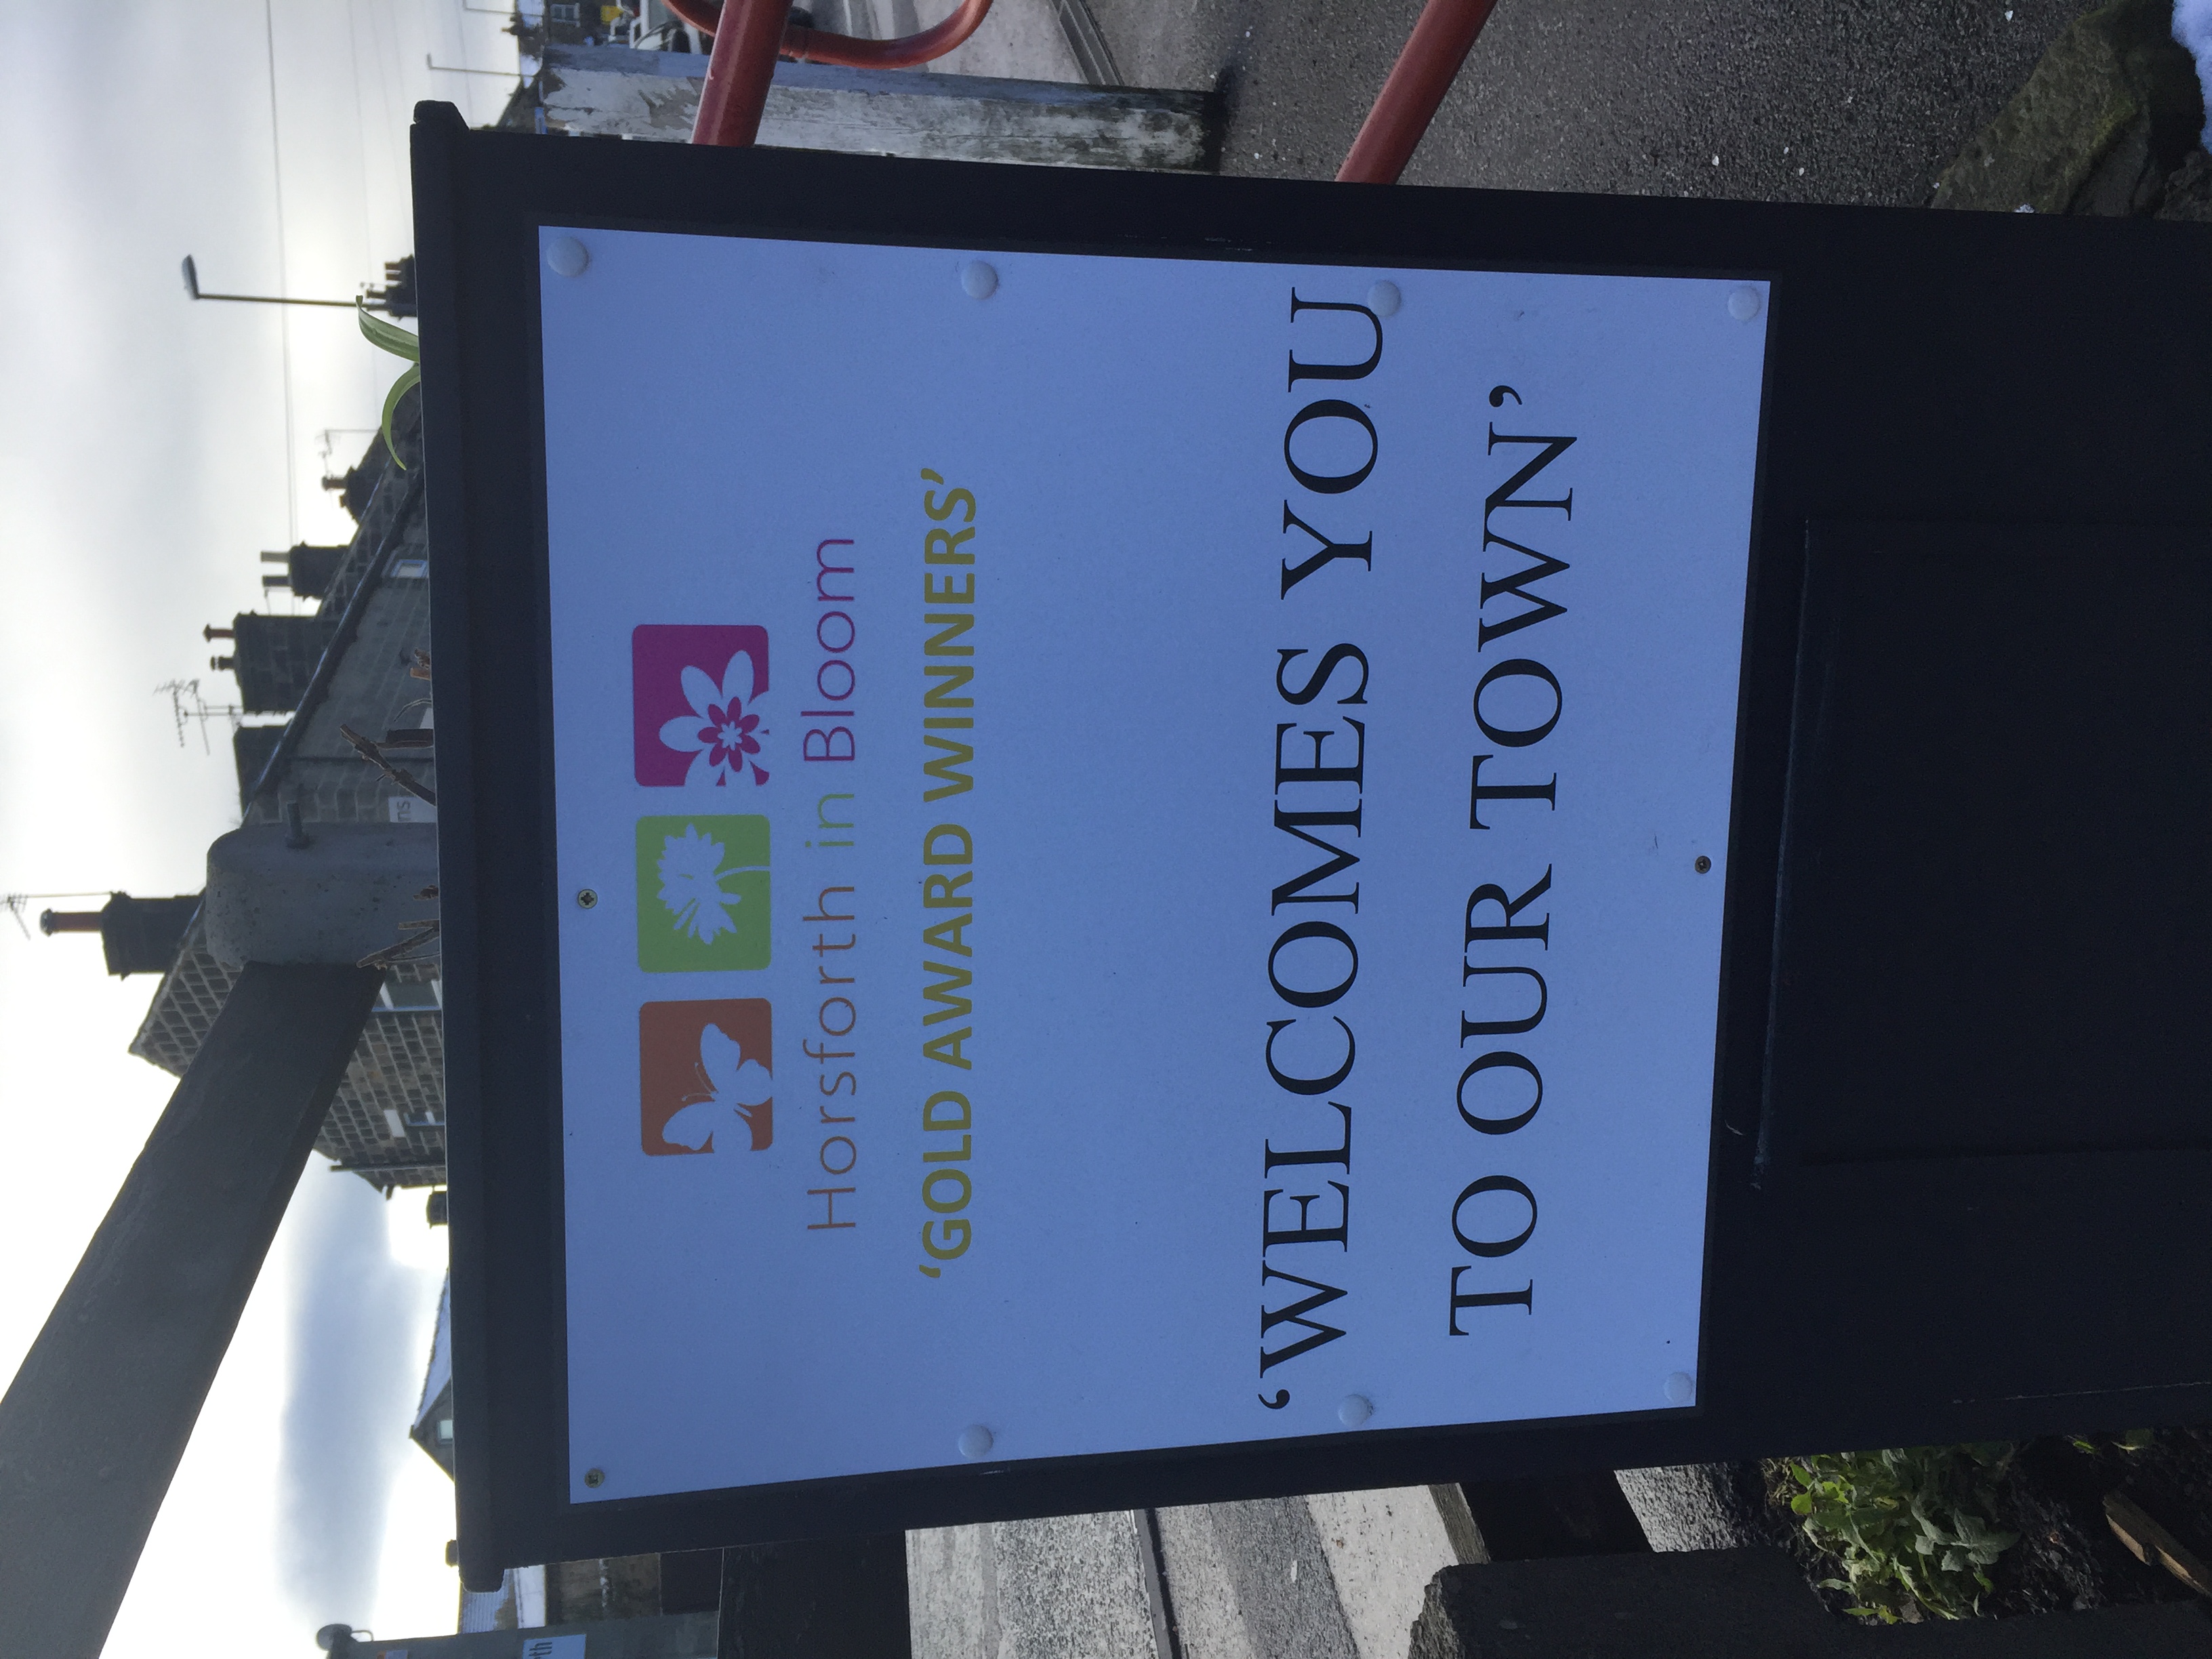 Horsforth in Bloom
‘GOLD AWARD WINNERS’
‘WELCOMES YOU
TO OUR TOWN’